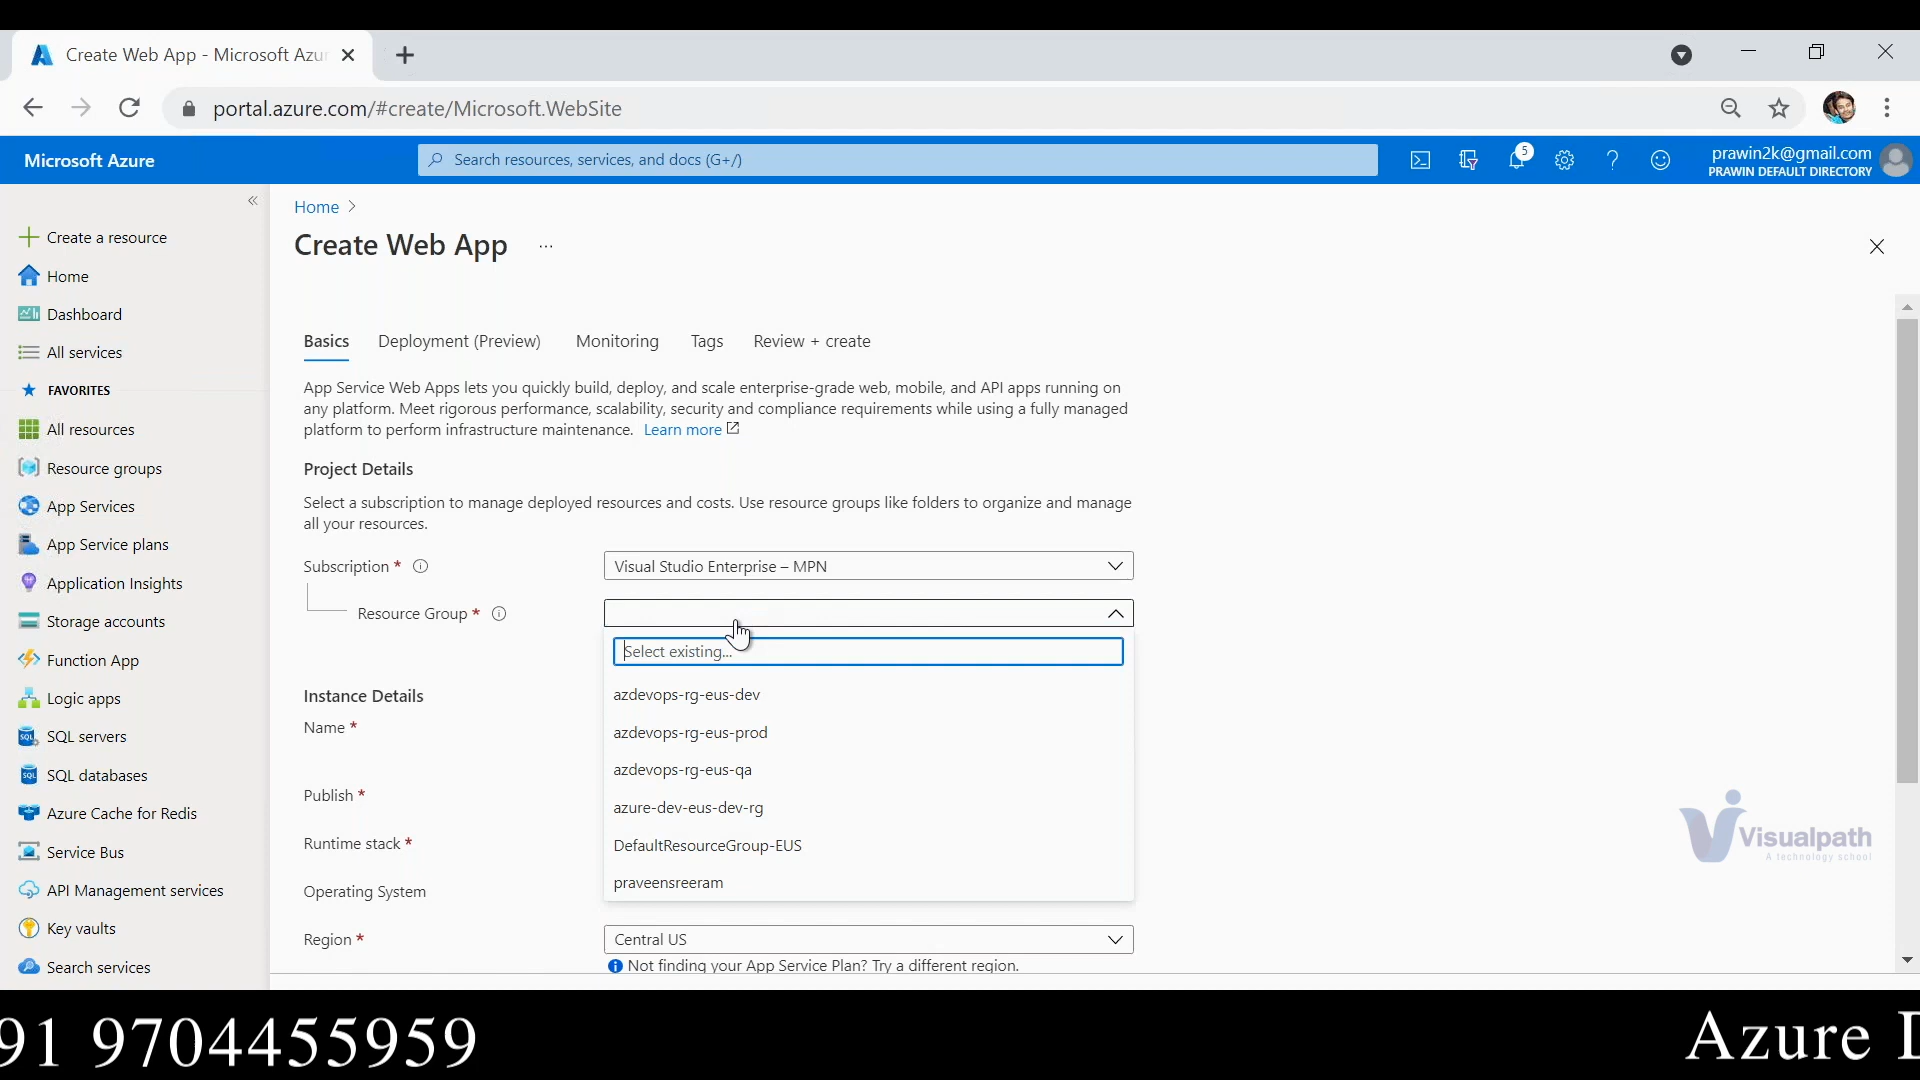 Create Web App - Microsoft Azu
portal.azure.com/#create/Microsoft.WebSite
Microsoft Azure
Search resources, services, and docs (G+/)
5
prawin2k@gmail.com
PRAWIN DEFAULT DIRECTORY
Create a resource
Home
Dashboard
All services
FAVORITES
All resources
Resource groups
App Services
App Service plans
Application Insights
Storage accounts
Function App
Logic apps
SQL servers
SQL databases
Azure Cache for Redis
Service Bus
API Management services
Key vaults
Search services
Home >
Create Web App ...
Basics Deployment (Preview) Monitoring Tags Review + create
App Service Web Apps lets you quickly build, deploy, and scale enterprise-grade web, mobile, and API apps running on
any platform. Meet rigorous performance, scalability, security and compliance requirements while using a fully managed
platform to perform infrastructure maintenance. Learn more
Project Details
Select a subscription to manage deployed resources and costs. Use resource groups like folders to organize and manage
all your resources.
Subscription * Visual Studio Enterprise – MPN
Resource Group *
Select existing...
azdevops-rg-eus-dev
azdevops-rg-eus-prod
azdevops-rg-eus-qa
azure-dev-eus-dev-rg
DefaultResourceGroup-EUS
praveensreeram
Instance Details
Name *
Publish *
Runtime stack *
Operating System
Region * Central US
Not finding your App Service Plan? Try a different region.
Visualpath
A technology school
91 9704455959
Azure D